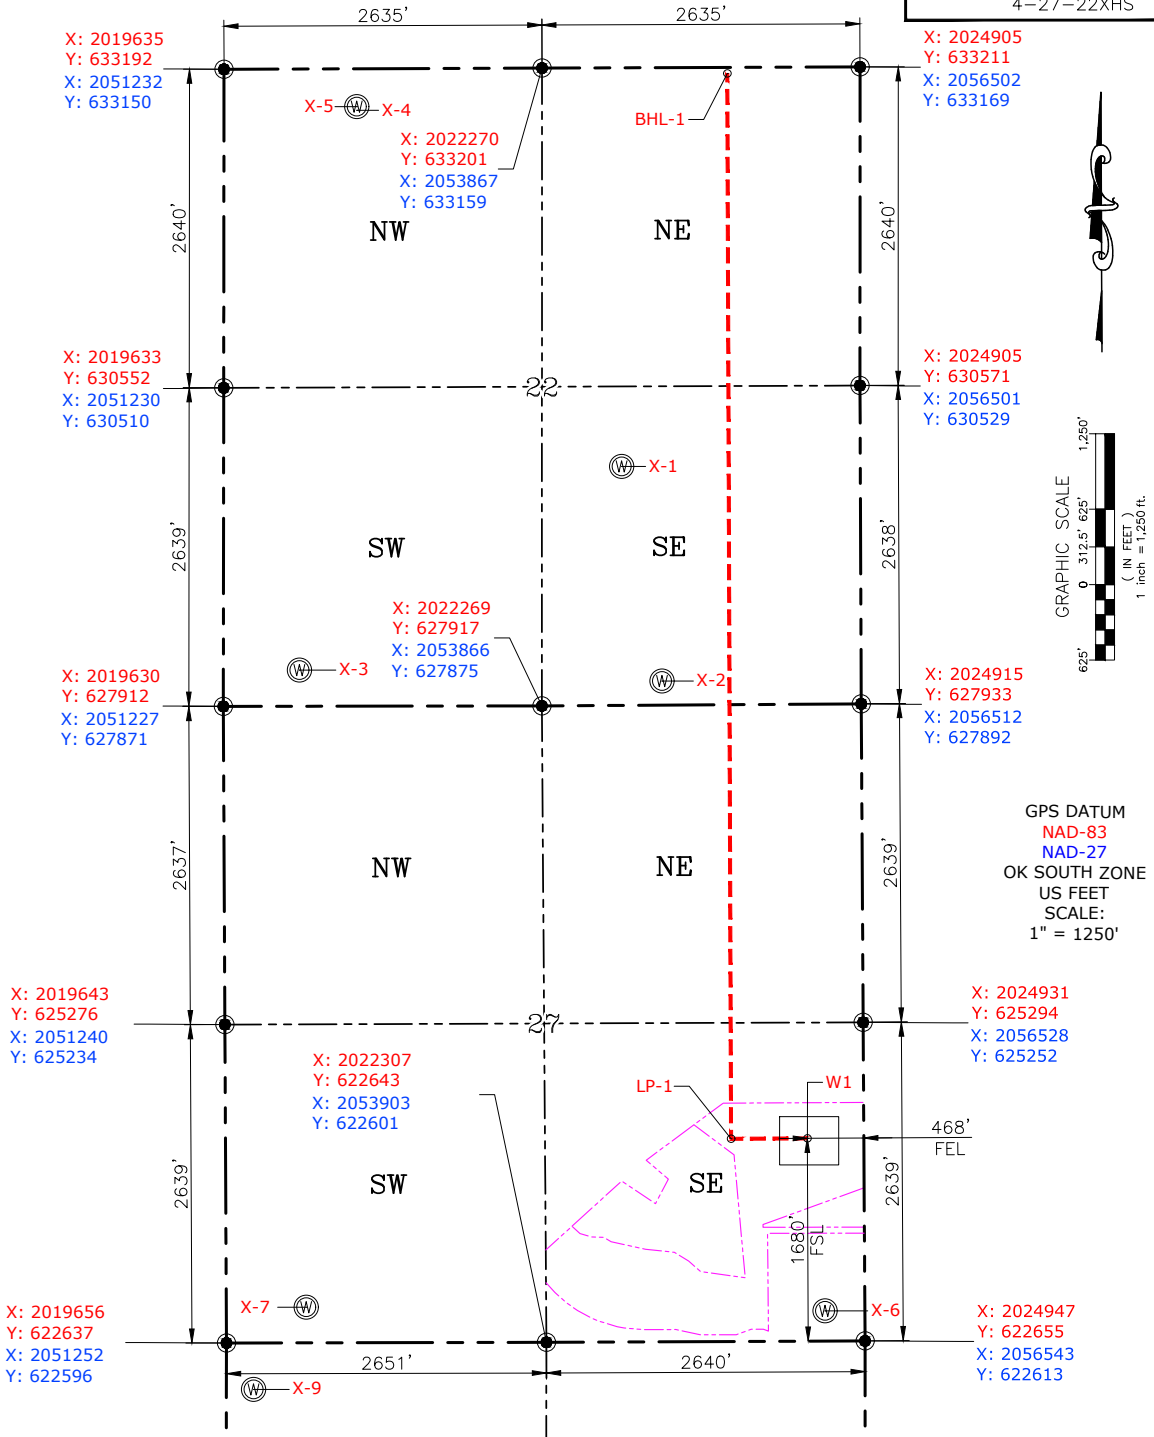 4-27-22XHS
2635'
2635'
X: 2019635
Y: 633192
X: 2051232
Y: 633150
X: 2024905
Y: 633211
X: 2056502
Y: 633169
X-5
W
X-4
BHL-1
X: 2022270
Y: 633201
X: 2053867
Y: 633159
2640'
NW
NE
2640'
X: 2019633
Y: 630552
X: 2051230
Y: 630510
22
X: 2024905
Y: 630571
X: 2056501
Y: 630529
W
X-1
GRAPHIC SCALE
625'
0
312.5'
625'
1,250'
( IN FEET )
1 inch = 1,250 ft.
2639'
SW
SE
2638'
X: 2022269
Y: 627917
X: 2053866
Y: 627875
W
X-3
W
X-2
X: 2019630
Y: 627912
X: 2051227
Y: 627871
X: 2024915
Y: 627933
X: 2056512
Y: 627892
GPS DATUM
NAD-83
NAD-27
OK SOUTH ZONE
US FEET
SCALE:
1" = 1250'
2637'
NW
NE
2639'
X: 2019643
Y: 625276
X: 2051240
Y: 625234
27
X: 2024931
Y: 625294
X: 2056528
Y: 625252
X: 2022307
Y: 622643
X: 2053903
Y: 622601
LP-1
W1
468'
FEL
2639'
SW
SE
2639'
1680'
FSL
X-7
W
W
X-6
X: 2019656
Y: 622637
X: 2051252
Y: 622596
X: 2024947
Y: 622655
X: 2056543
Y: 622613
2651'
2640'
W
X-9